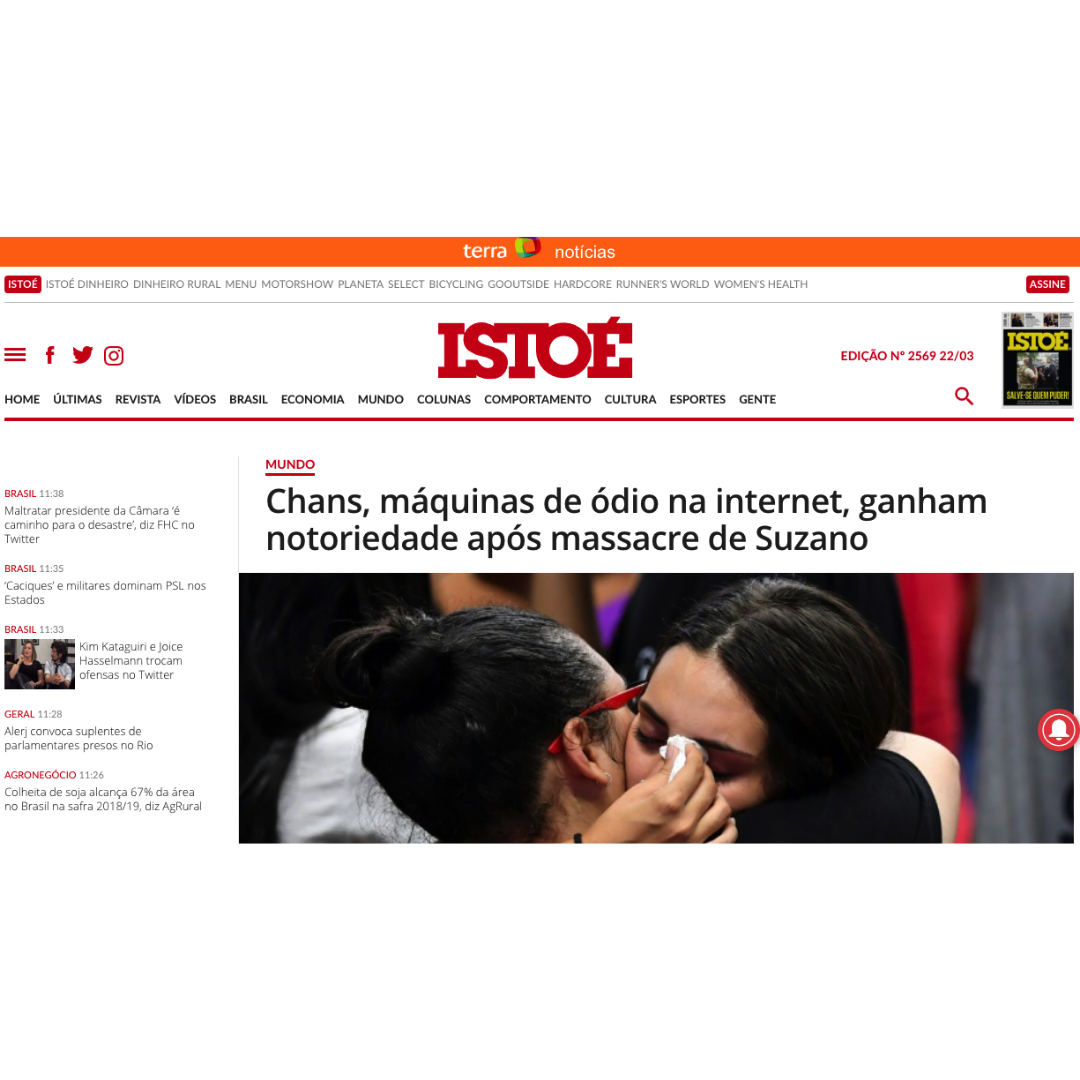 terra notícias
ISTOÉ ISTOÉ DINHEIRO DINHEIRO RURAL MENU MOTORSHOW PLANETA SELECT BICYCLING GOOUTSIDE HARDCORE RUNNER'S WORLD WOMEN'S HEALTH ASSINE
ISTOÉ
EDIÇÃO Nº 2569 22/03
ISTOÉ
SALVE-SE QUEM PUDER!
HOME ÚLTIMAS REVISTA VÍDEOS BRASIL ECONOMIA MUNDO COLUNAS COMPORTAMENTO CULTURA ESPORTES GENTE
BRASIL 11:38
Maltratar presidente da Câmara 'é
caminho para o desastre', diz FHC no
Twitter
BRASIL 11:35
'Caciques' e militares dominam PSL nos
Estados
BRASIL 11:33
Kim Kataguiri e Joice
Hasselmann trocam
ofensas no Twitter
GERAL 11:28
Alerj convoca suplentes de
parlamentares presos no Rio
AGRONEGÓCIO 11:26
Colheita de soja alcança 67% da área
no Brasil na safra 2018/19, diz AgRural
MUNDO
Chans, máquinas de ódio na internet, ganham
notoriedade após massacre de Suzano